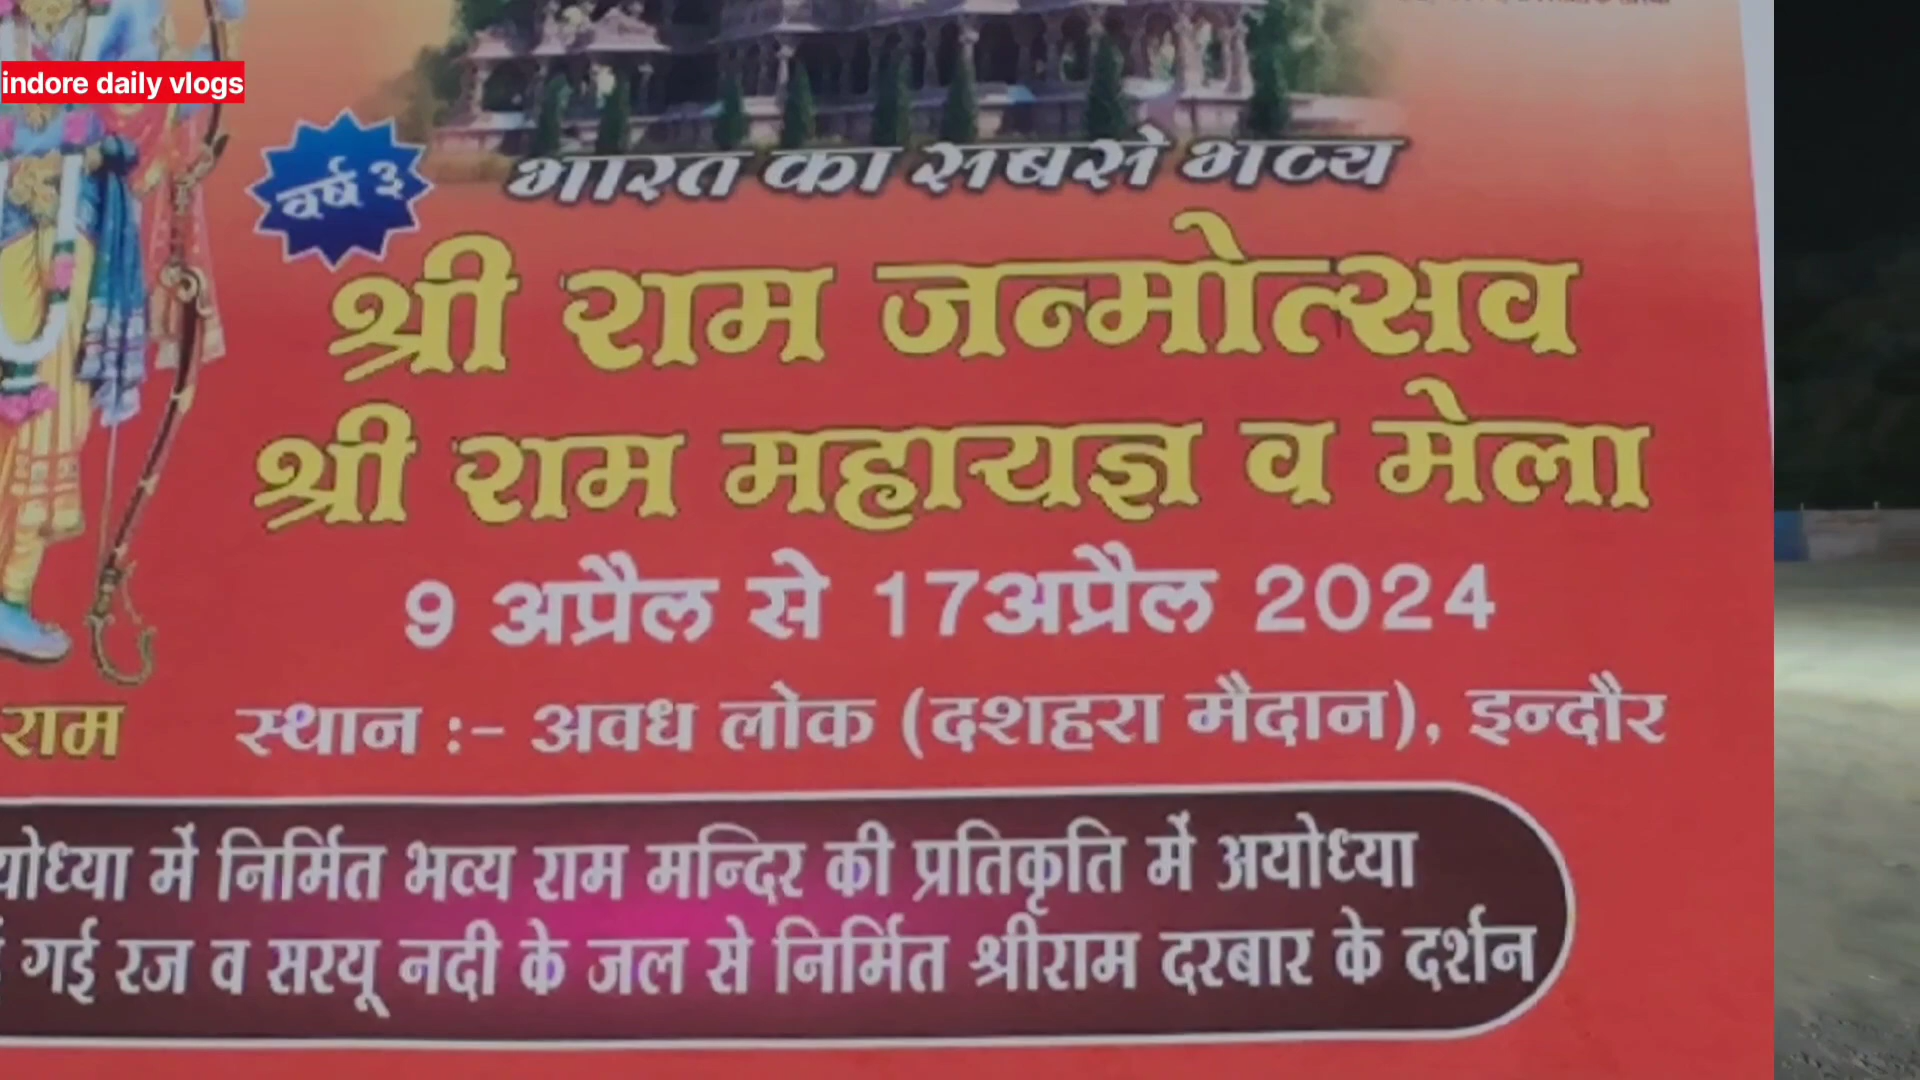 indore daily vlogs
वर्ष ३
भारत का सबसे भव्य
श्री राम जन्मोत्सव
श्री राम महायज्ञ व मेला
9 अप्रैल से 17अप्रैल 2024
राम
स्थान :- अवध लोक (दशहरा मैदान), इन्दौर
में निर्मित भव्य राम मन्दिर की प्रतिकृति में अयोध्या
गई रज व सरयू नदी के जल से निर्मित श्रीराम दरबार के दर्शन